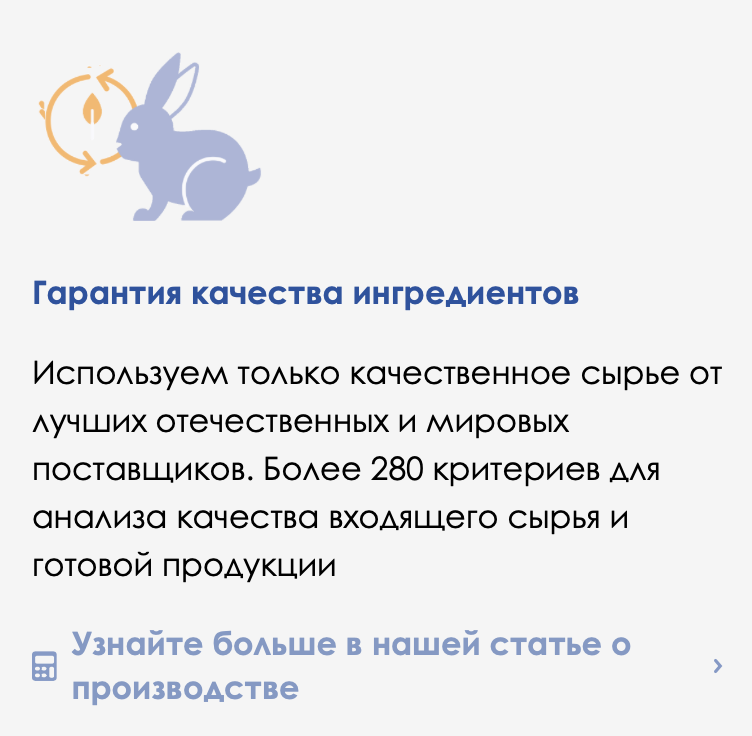 Гарантия качества ингредиентов
Используем только качественное сырье от
лучших отечественных и мировых
поставщиков. Более 280 критериев для
анализа качества входящего сырья и
готовой продукции
Узнайте больше в нашей статье о
производстве